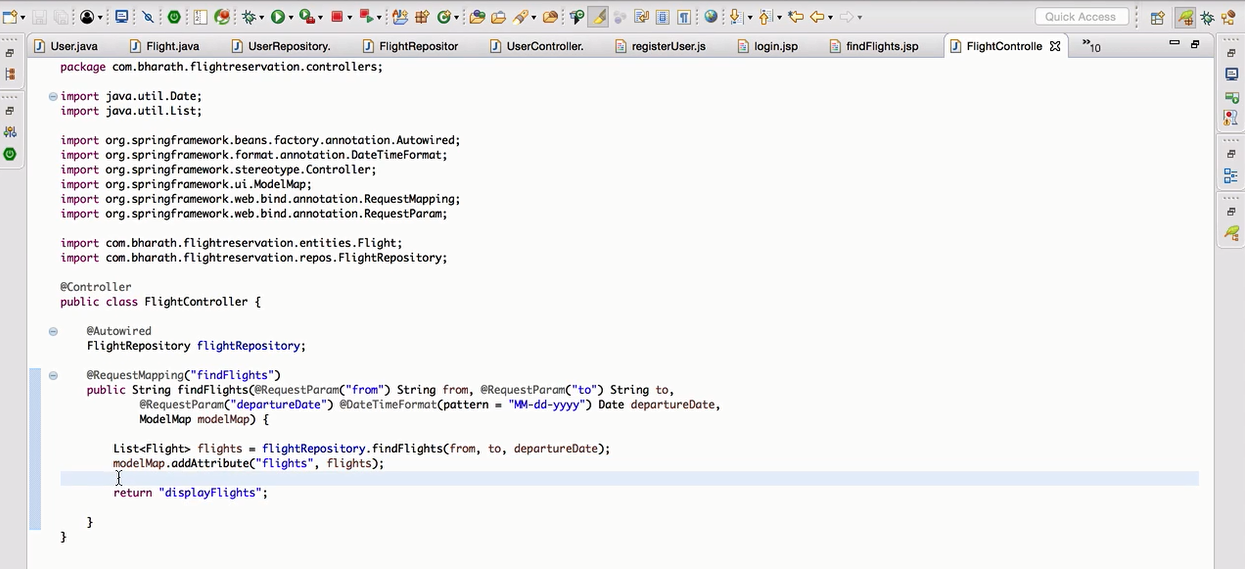 Quick Access
User.java
Flight.java
UserRepository.
FlightRepositor
UserController.
registerUser.js
login.jsp
findFlights.jsp
FlightControlle
»10
package com.bharath.flightreservation.controllers;
import java.util.Date;
import java.util.List;
import org.springframework.beans.factory.annotation.Autowired;
import org.springframework.format.annotation.DateTimeFormat;
import org.springframework.stereotype.Controller;
import org.springframework.ui.ModelMap;
import org.springframework.web.bind.annotation.RequestMapping;
import org.springframework.web.bind.annotation.RequestParam;
import com.bharath.flightreservation.entities.Flight;
import com.bharath.flightreservation.repos.FlightRepository;
@Controller
public class FlightController {
@Autowired
FlightRepository flightRepository;
@RequestMapping("findFlights")
public String findFlights(@RequestParam("from") String from, @RequestParam("to") String to,
@RequestParam("departureDate") @DateTimeFormat(pattern = "MM-dd-yyyy") Date departureDate,
ModelMap modelMap) {
List<Flight> flights = flightRepository.findFlights(from, to, departureDate);
modelMap.addAttribute("flights", flights);
return "displayFlights";
}
}